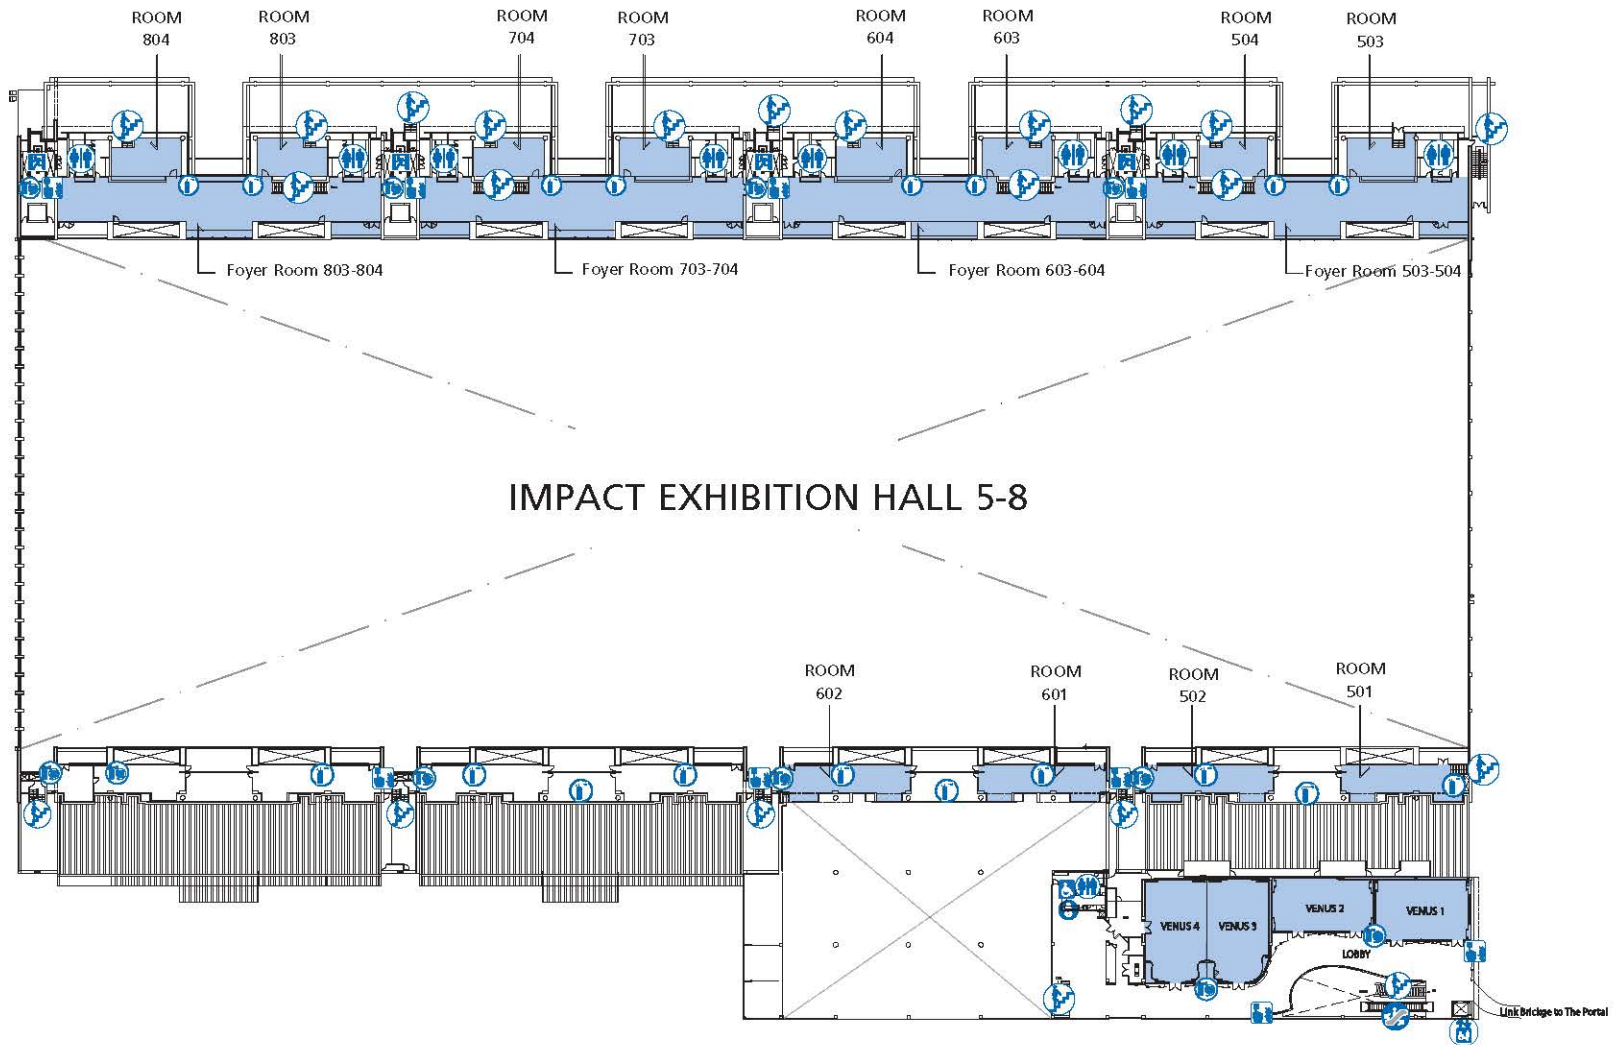 ROOM
804
ROOM
803
ROOM
704
ROOM
703
ROOM
604
ROOM
603
ROOM
504
ROOM
503
Foyer Room 803-804
Foyer Room 703-704
Foyer Room 603-604
Foyer Room 503-504
IMPACT EXHIBITION HALL 5-8
ROOM
602
ROOM
601
ROOM
502
ROOM
501
VENUS 4
VENUS 3
VENUS 2
VENUS 1
LOBBY
Link Brickge to The Portal